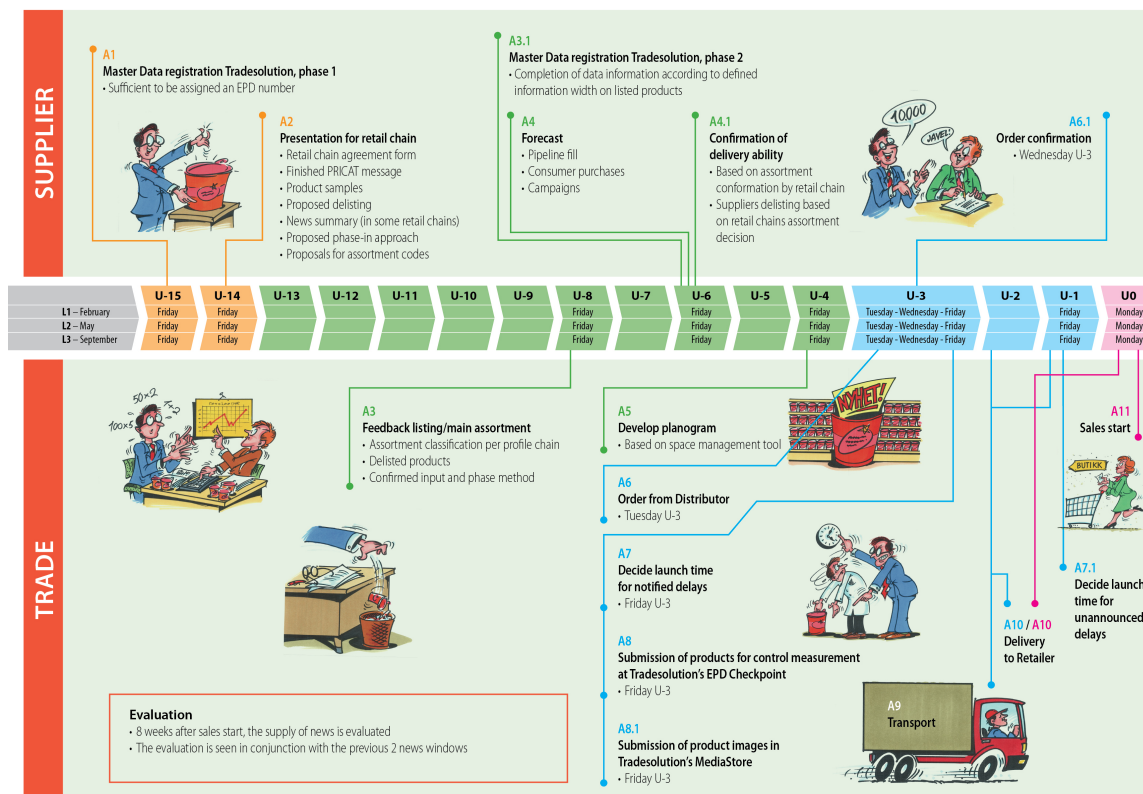 SUPPLIER
A1
Master Data registration Tradesolution, phase 1
• Sufficient to be assigned an EPD number
A2
Presentation for retail chain
• Retail chain agreement form
• Finished PRICAT message
• Product samples
• Proposed delisting
• News summary (in some retail chains)
• Proposed phase-in approach
• Proposals for assortment codes
A3.1
Master Data registration Tradesolution, phase 2
• Completion of data information according to defined
information width on listed products
A4
Forecast
• Pipeline fill
• Consumer purchases
• Campaigns
A4.1
Confirmation of
delivery ability
• Based on assortment
conformation by retail chain
• Suppliers delisting based
on retail chains assortment
decision
10.000
JAVEL!
A6.1
Order confirmation
• Wednesday U-3
U-15 U-14 U-13 U-12 U-11 U-10 U-9 U-8 U-7 U-6 U-5 U-4 U-3 U-2 U-1 U0
L1 – February Friday Friday Friday Friday Friday Tuesday - Wednesday - Friday Friday Monday
L2 – May Friday Friday Friday Friday Friday Tuesday - Wednesday - Friday Friday Monday
L3 – September Friday Friday Friday Friday Friday Tuesday - Wednesday - Friday Friday Monday
TRADE
50x2
1x2
100x5
A3
Feedback listing/main assortment
• Assortment classification per profile chain
• Delisted products
• Confirmed input and phase method
A5
Develop planogram
• Based on space management tool
NYHET!
A6
Order from Distributor
• Tuesday U-3
A7
Decide launch time
for notified delays
• Friday U-3
A8
Submission of products for control measurement
at Tradesolution's EPD Checkpoint
• Friday U-3
A8.1
Submission of product images in
Tradesolution's MediaStore
• Friday U-3
A11
Sales start
BUTIKK
A7.1
Decide launch
time for
unannounced
delays
A10 / A10
Delivery
to Retailer
A9
Transport
Evaluation
• 8 weeks after sales start, the supply of news is evaluated
• The evaluation is seen in conjunction with the previous 2 news windows